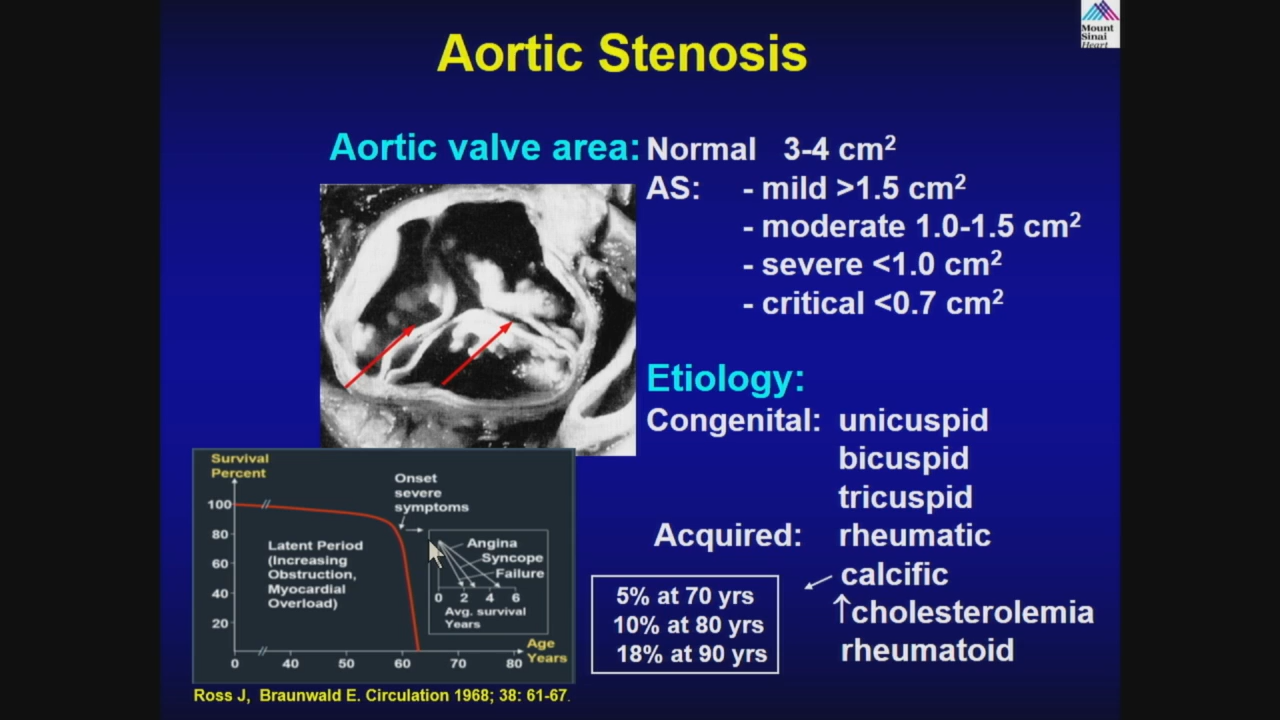 Mount
Sinai
Heart
Aortic Stenosis
Aortic valve area: Normal 3-4 cm²
AS: - mild >1.5 cm²
- moderate 1.0-1.5 cm²
- severe <1.0 cm²
- critical <0.7 cm²
Etiology:
Congenital: unicuspid
bicuspid
tricuspid
Acquired: rheumatic
calcific
↑cholesterolemia
rheumatoid
5% at 70 yrs
10% at 80 yrs
18% at 90 yrs
Survival
Percent
100
80
60
40
20
0 40 50 60 70 80
Age
Years
Onset
severe
symptoms
Latent Period
(Increasing
Obstruction,
Myocardial
Overload)
Angina
Syncope
Failure
0 2 4 6
Avg. survival
Years
Ross J, Braunwald E. Circulation 1968; 38: 61-67.